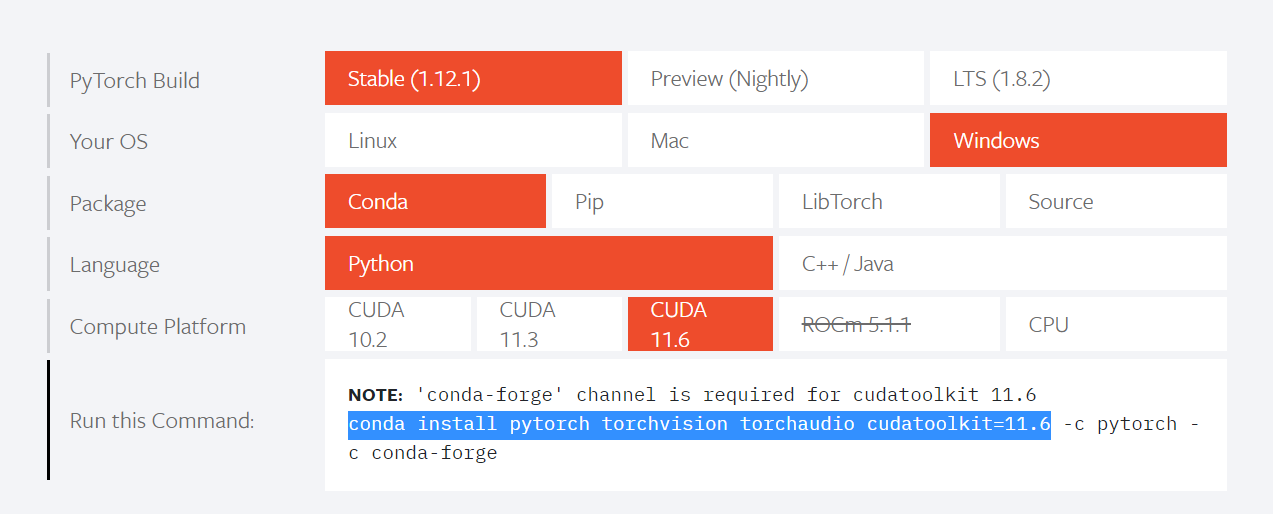 PyTorch Build
Stable (1.12.1)
Preview (Nightly)
LTS (1.8.2)
Your OS
Linux
Mac
Windows
Package
Conda
Pip
LibTorch
Source
Language
Python
C++ / Java
Compute Platform
CUDA
10.2
CUDA
11.3
CUDA
11.6
ROCm 5.1.1
CPU
Run this Command:
NOTE: 'conda-forge' channel is required for cudatoolkit 11.6
conda install pytorch torchvision torchaudio cudatoolkit=11.6 -c pytorch -
c conda-forge